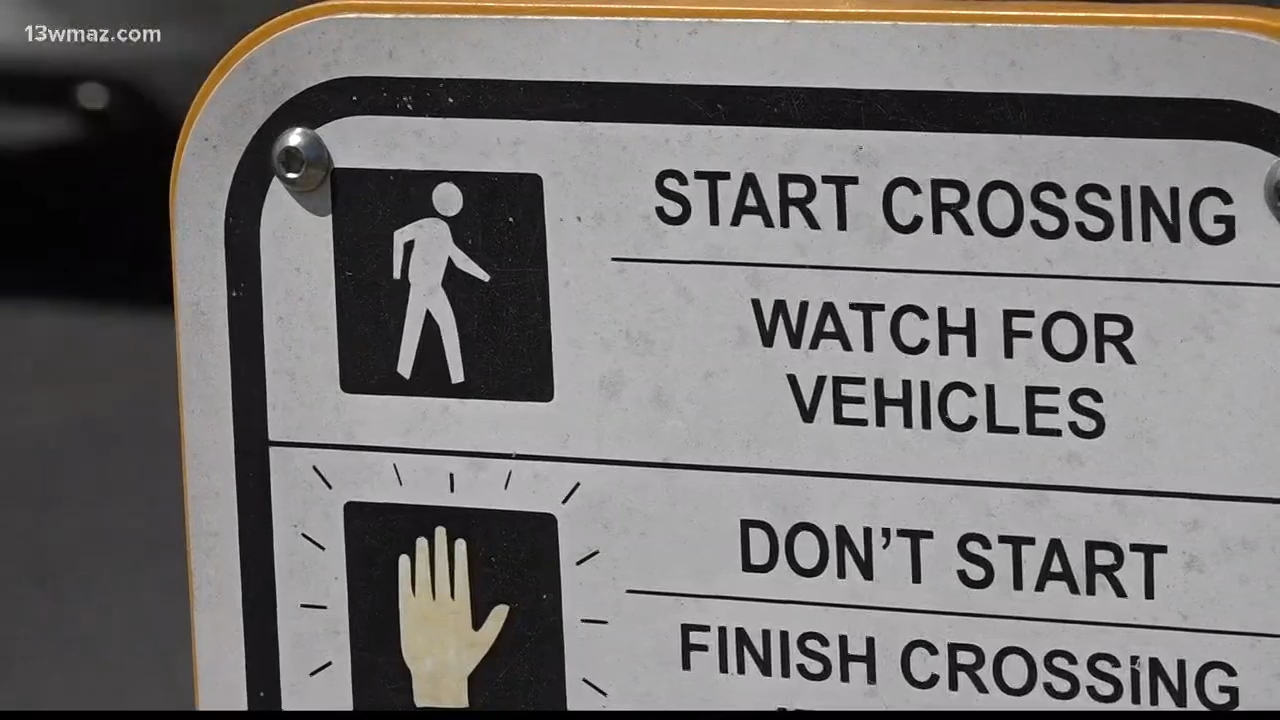 13wmaz.com
START CROSSING
WATCH FOR
VEHICLES
DON'T START
FINISH CROSSING